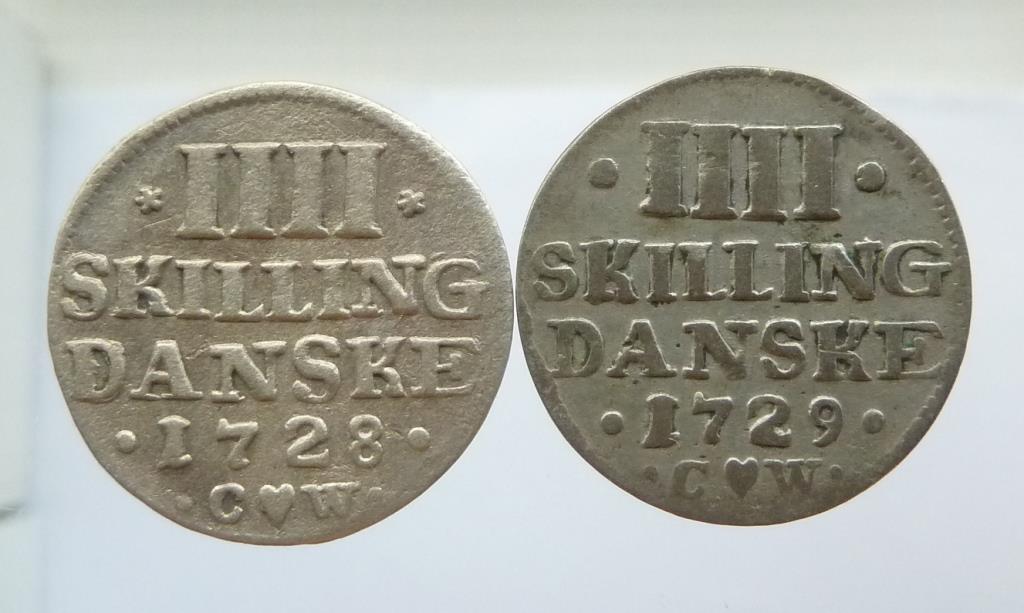 * IIII *
SKILLING
DANSKE
· 1728 ·
· C♥W ·
· IIII ·
SKILLING
DANSKE
· 1729 ·
· C♥W ·